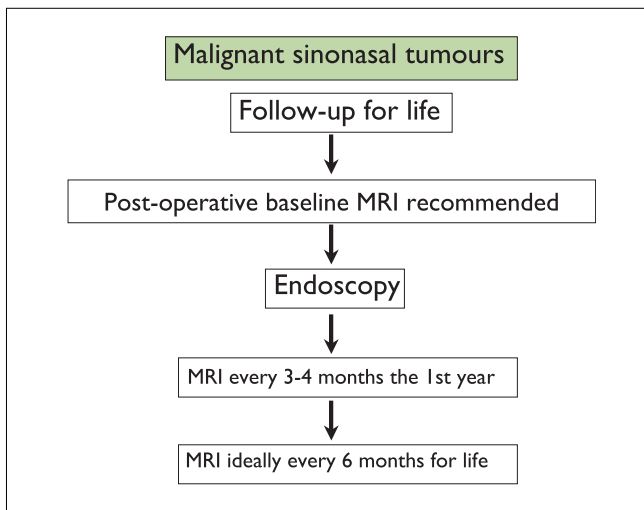 Malignant sinonasal tumours
Follow-up for life
Post-operative baseline MRI recommended
Endoscopy
MRI every 3-4 months the 1st year
MRI ideally every 6 months for life